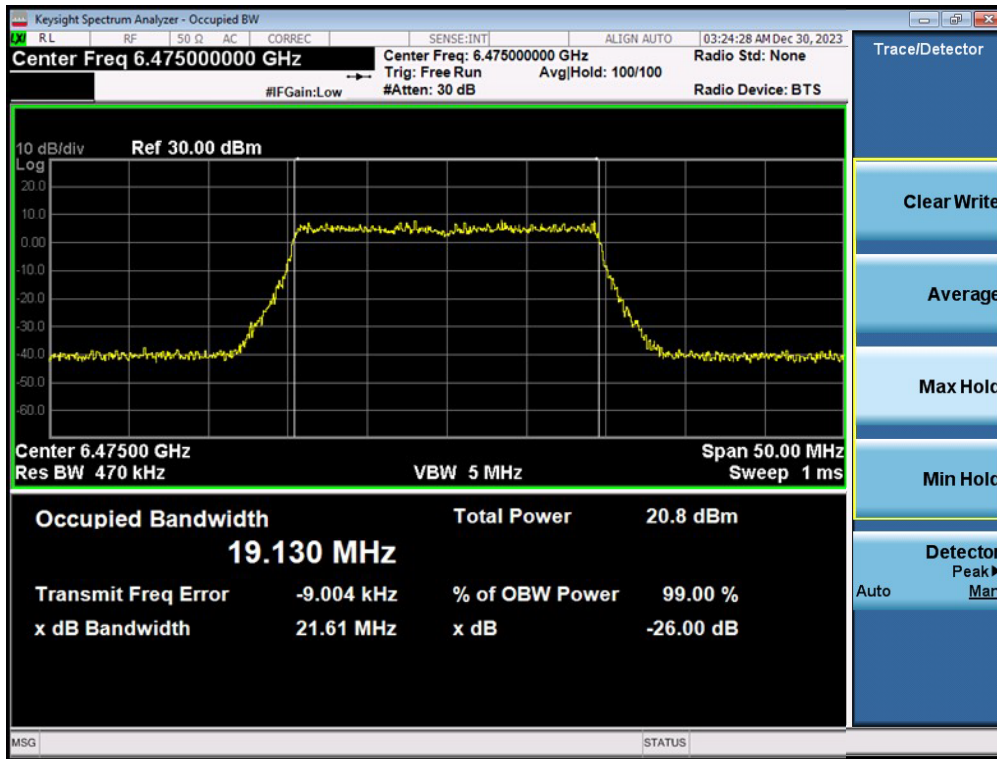 Keysight Spectrum Analyzer - Occupied BW
LXI RL RF 50 Ω AC CORREC SENSE:INT ALIGN AUTO 03:24:28 AM Dec 30, 2023
Center Freq 6.475000000 GHz
Center Freq: 6.475000000 GHz Radio Std: None
Trig: Free Run Avg|Hold: 100/100
#IFGain:Low #Atten: 30 dB Radio Device: BTS
Trace/Detector
10 dB/div Ref 30.00 dBm
Log
20.0
10.0
0.00
-10.0
-20.0
-30.0
-40.0
-50.0
-60.0
Center 6.47500 GHz Span 50.00 MHz
Res BW 470 kHz VBW 5 MHz Sweep 1 ms
Occupied Bandwidth Total Power 20.8 dBm
19.130 MHz
Transmit Freq Error -9.004 kHz % of OBW Power 99.00 %
x dB Bandwidth 21.61 MHz x dB -26.00 dB
Clear Write
Average
Max Hold
Min Hold
Detector
Peak
Auto Man
MSG STATUS